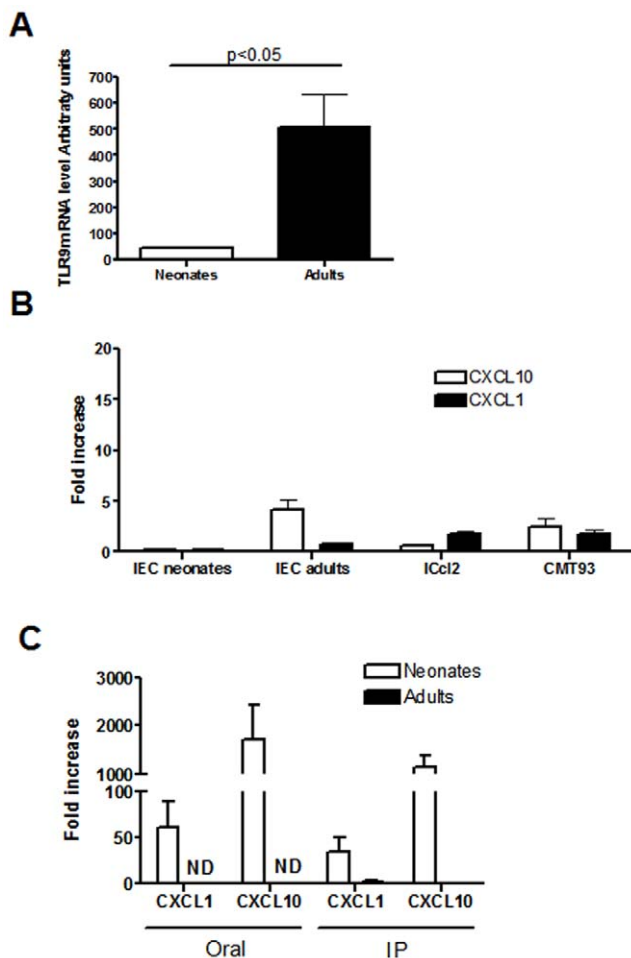 A
p<0.05
TLR9mRNA level Arbitraty units
700
600
500
400
300
200
100
0
Neonates
Adults
B
Fold increase
20
15
10
5
0
CXCL10
CXCL1
IEC neonates
IEC adults
ICcl2
CMT93
C
Fold increase
3000
2000
1000
100
50
0
Neonates
Adults
ND
ND
CXCL1
CXCL10
CXCL1
CXCL10
Oral
IP